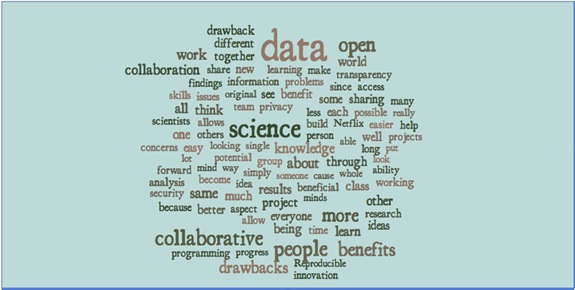 drawback
different data open
work together world
collaboration share new learning make transparency
findings information problems since access
skills issues original see benefit some sharing many
all think team privacy less each possible really
scientists allows science build Netflix easier help
one others person able well projects
concerns easy looking single knowledge long put
lot potential group about through look
forward mind way simply someone cause whole ability
analysis become idea results beneficial class working
security same much project minds other
because better aspect more research
allow everyone ideas
being time learn
collaborative people benefits
programming progress Reproducible
drawbacks innovation